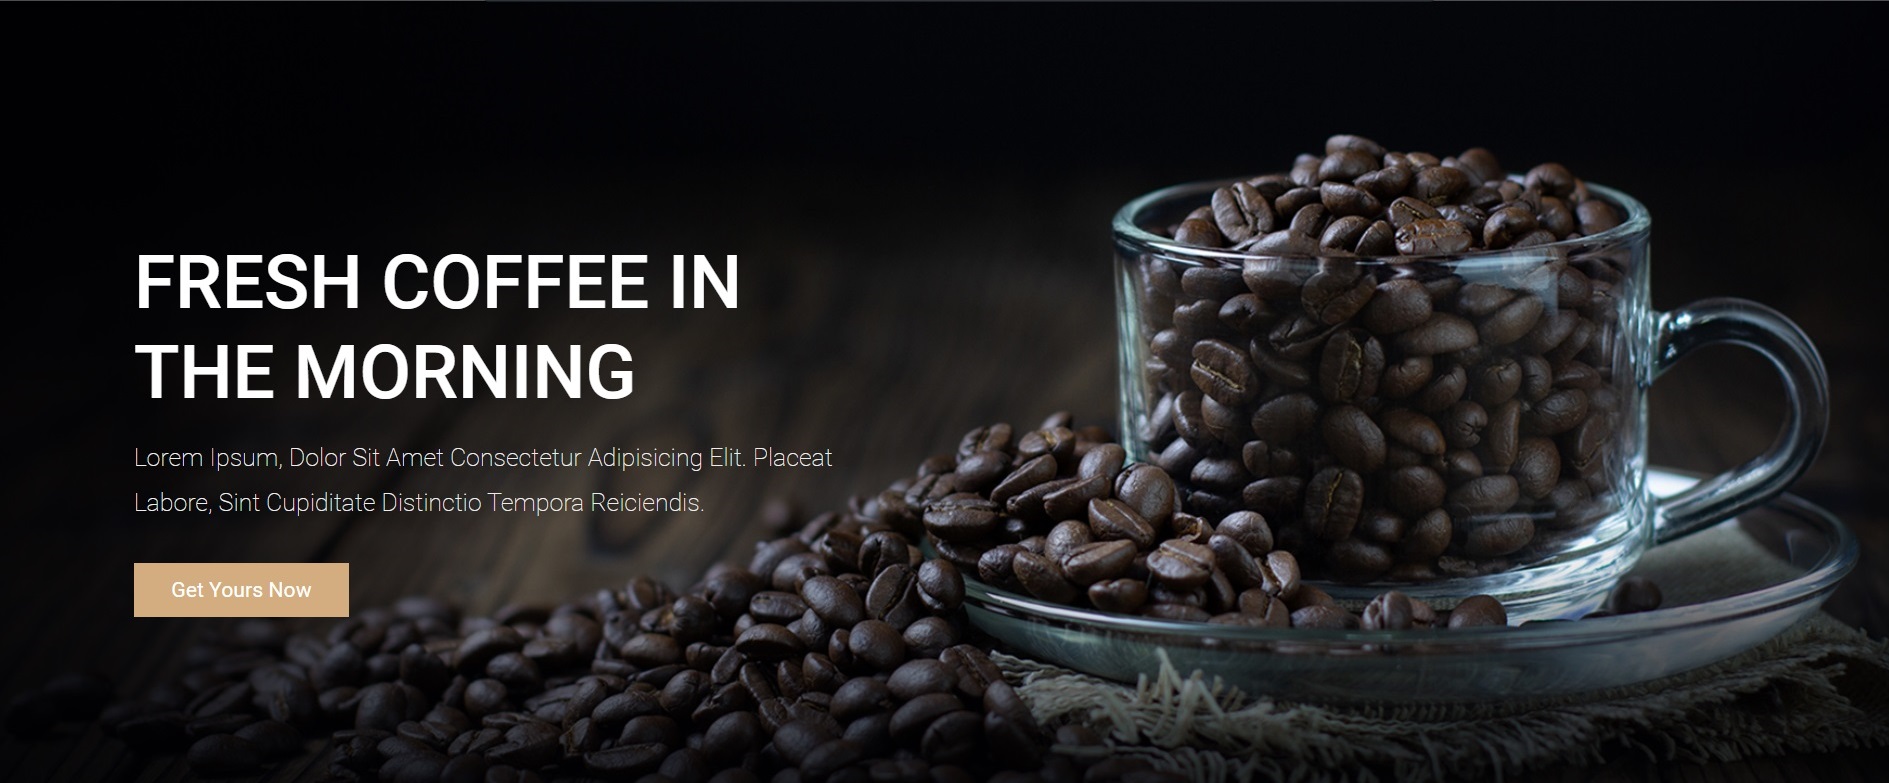 FRESH COFFEE IN
THE MORNING
Lorem Ipsum, Dolor Sit Amet Consectetur Adipisicing Elit. Placeat
Labore, Sint Cupiditate Distinctio Tempora Reiciendis.
Get Yours Now